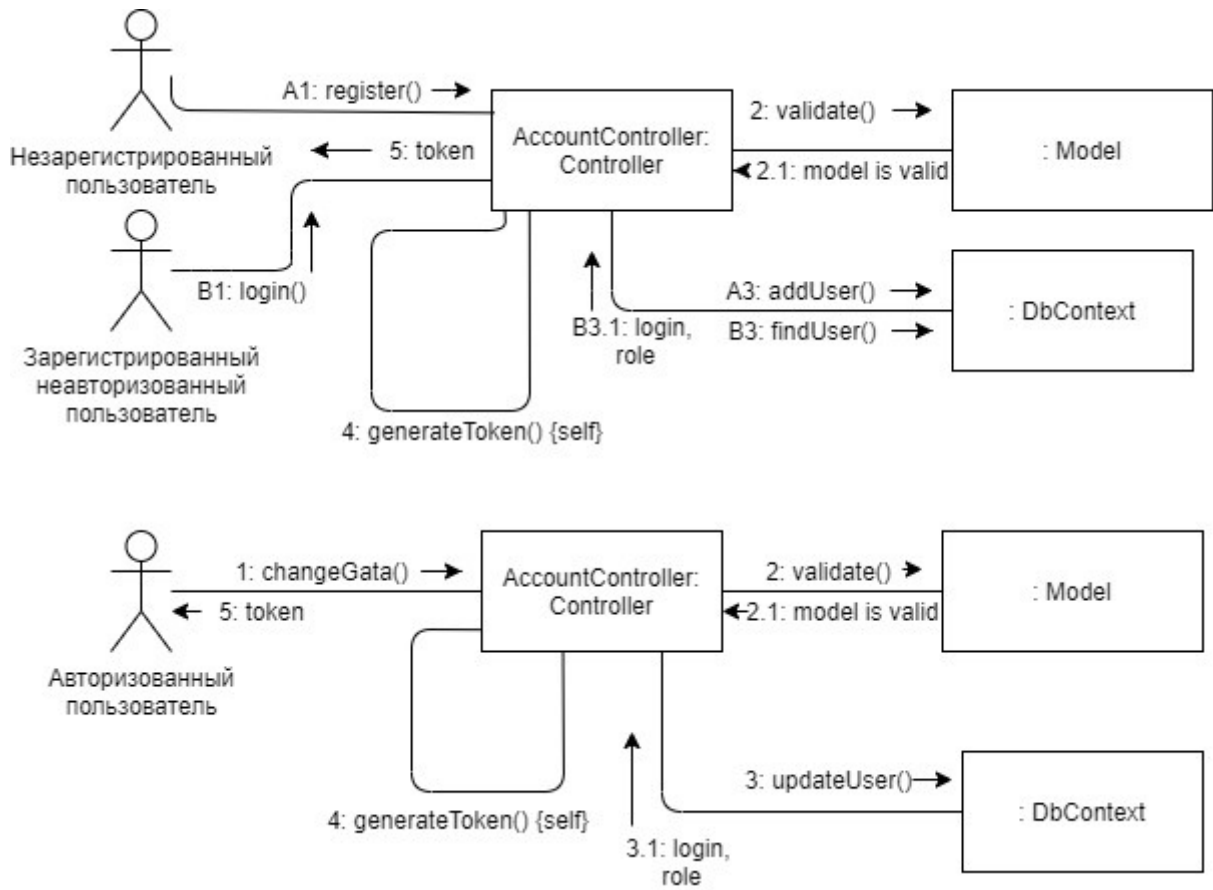 A1: register()
2: validate()
AccountController:
Controller
: Model
Незарегистрированный
пользователь
5: token
2.1: model is valid
B1: login()
A3: addUser()
B3.1: login,
role
B3: findUser()
: DbContext
Зарегистрированный
неавторизованный
пользователь
4: generateToken() {self}
1: changeGata()
AccountController:
Controller
2: validate()
: Model
5: token
2.1: model is valid
Авторизованный
пользователь
3: updateUser()
: DbContext
4: generateToken() {self}
3.1: login,
role